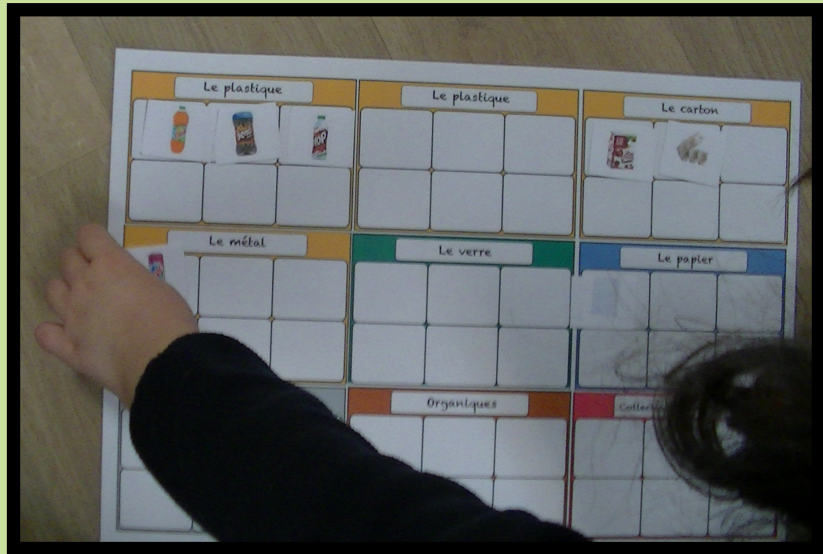 Le plastique
Le plastique
Le carton
Le métal
Le verre
Le papier
Organiques